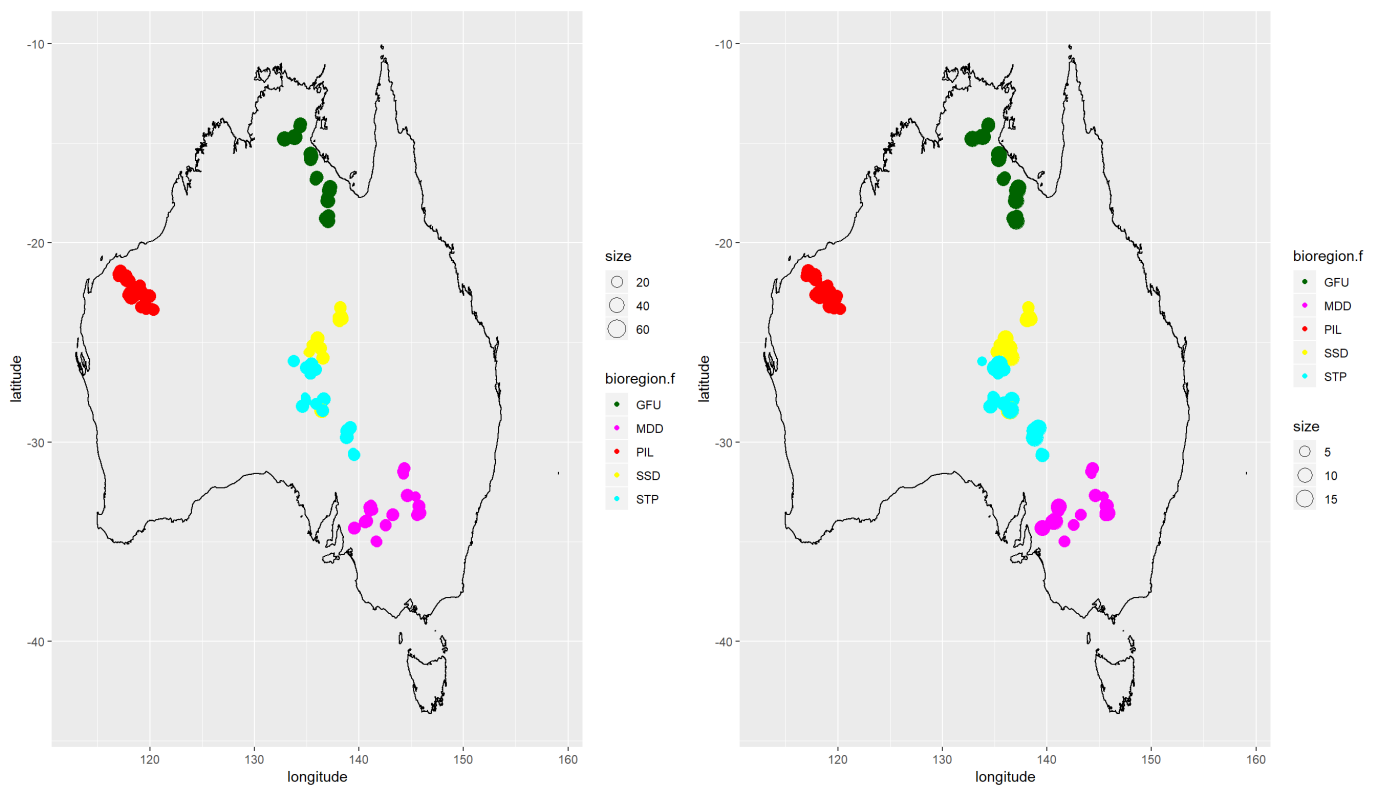 -10
-20
-30
-40
latitude
120
130
140
150
160
longitude
size
20
40
60
bioregion.f
GFU
MDD
PIL
SSD
STP
-10
-20
-30
-40
latitude
120
130
140
150
160
longitude
bioregion.f
GFU
MDD
PIL
SSD
STP
size
5
10
15